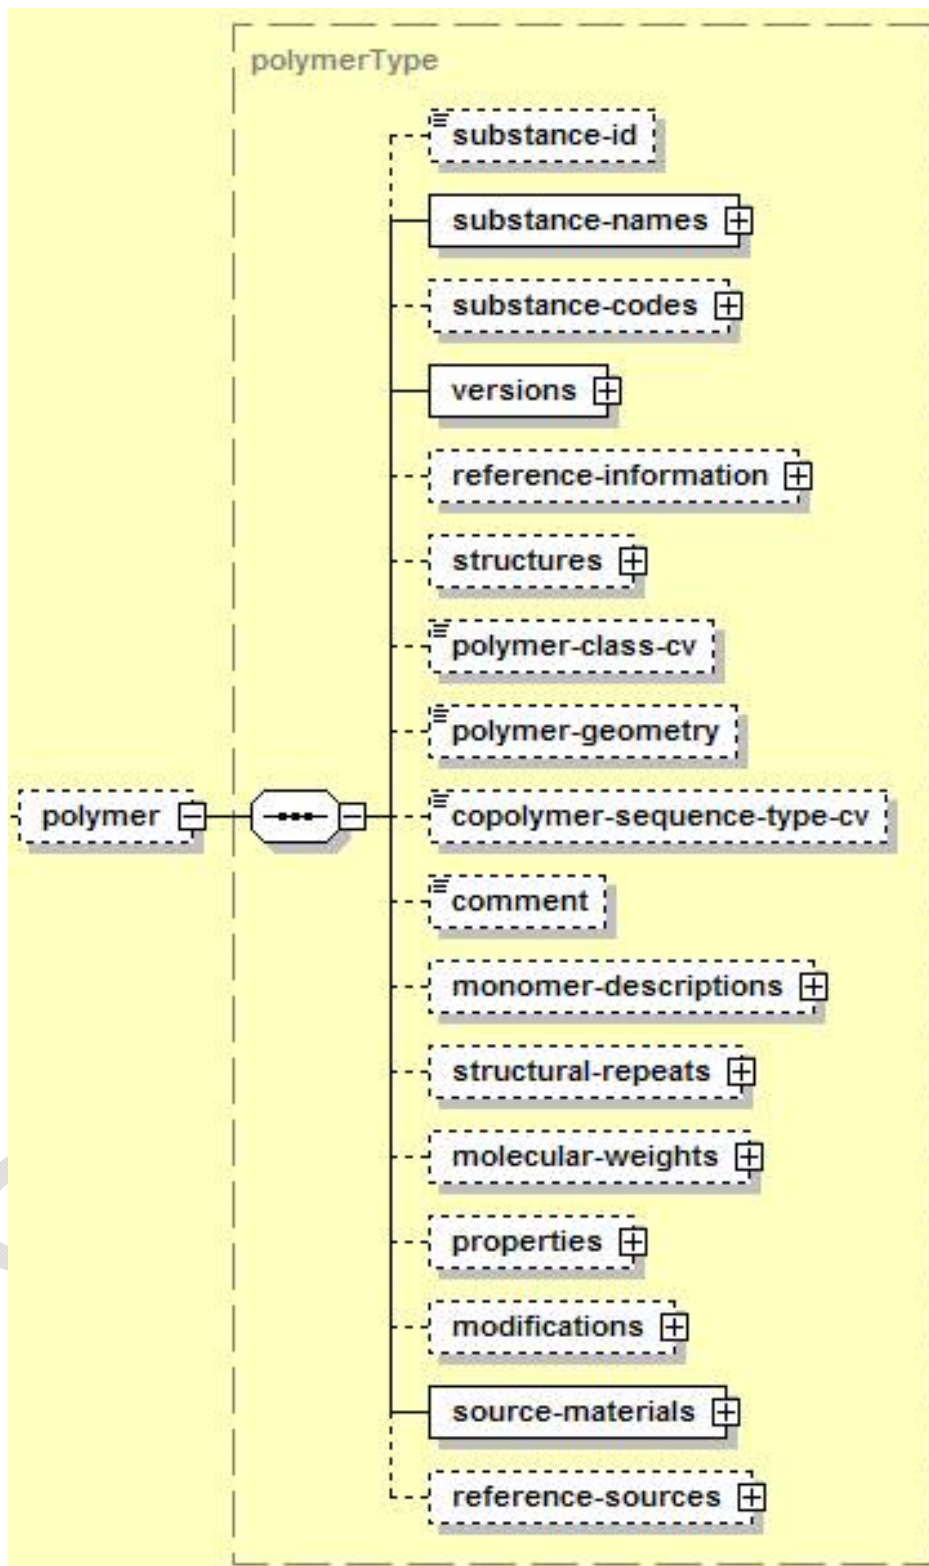 polymerType
substance-id
substance-names
substance-codes
versions
reference-information
structures
polymer-class-cv
polymer-geometry
polymer
copolymer-sequence-type-cv
comment
monomer-descriptions
structural-repeats
molecular-weights
properties
modifications
source-materials
reference-sources